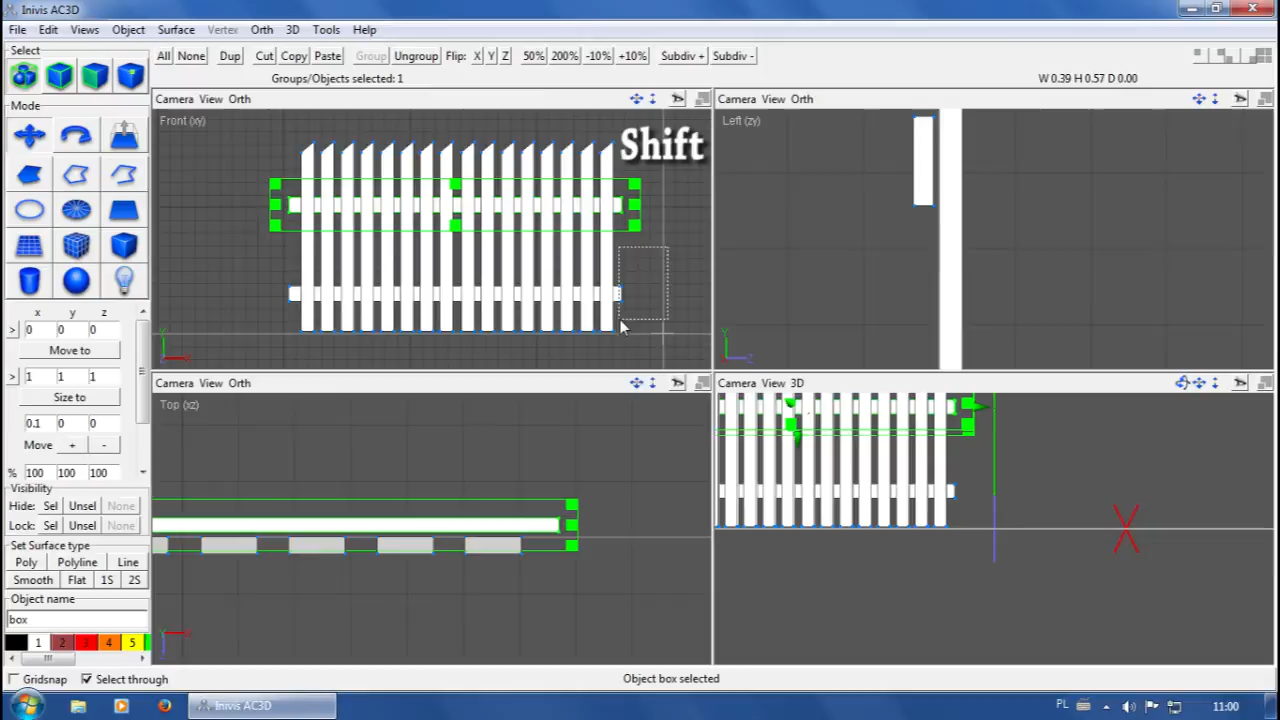 Inivis AC3D
File Edit Views Object Surface Vertex Orth 3D Tools Help
Select
All None Dup Cut Copy Paste Group Ungroup Flip: X Y Z 50% 200% -10% +10% Subdiv + Subdiv -
Groups/Objects selected: 1
W 0.39 H 0.57 D 0.00
Mode
Camera View Orth
Front (xy)
Shift
Camera View Orth
Left (zy)
x y z
> 0 0 0
Move to
> 1 1 1
Size to
0.1 0 0
Move + -
% 100 100 100
Camera View Orth
Top (xz)
Camera View 3D
Visibility
Hide: Sel Unsel None
Lock: Sel Unsel None
Set Surface type
Poly Polyline Line
Smooth Flat 1S 2S
Object name
box
1 2 3 4 5
Gridsnap Select through
Object box selected
Inivis AC3D
PL 11:00